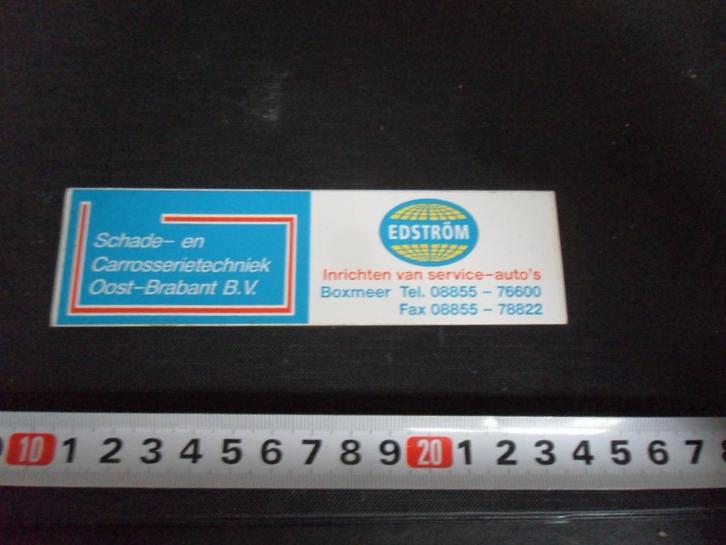 Schade- en
Carrosserietechniek
Oost-Brabant B.V.
EDSTRÖM
Inrichten van service-auto's
Boxmeer Tel. 08855 - 76600
Fax 08855 - 78822
10 1 2 3 4 5 6 7 8 9 20 1 2 3 4 5 6 7